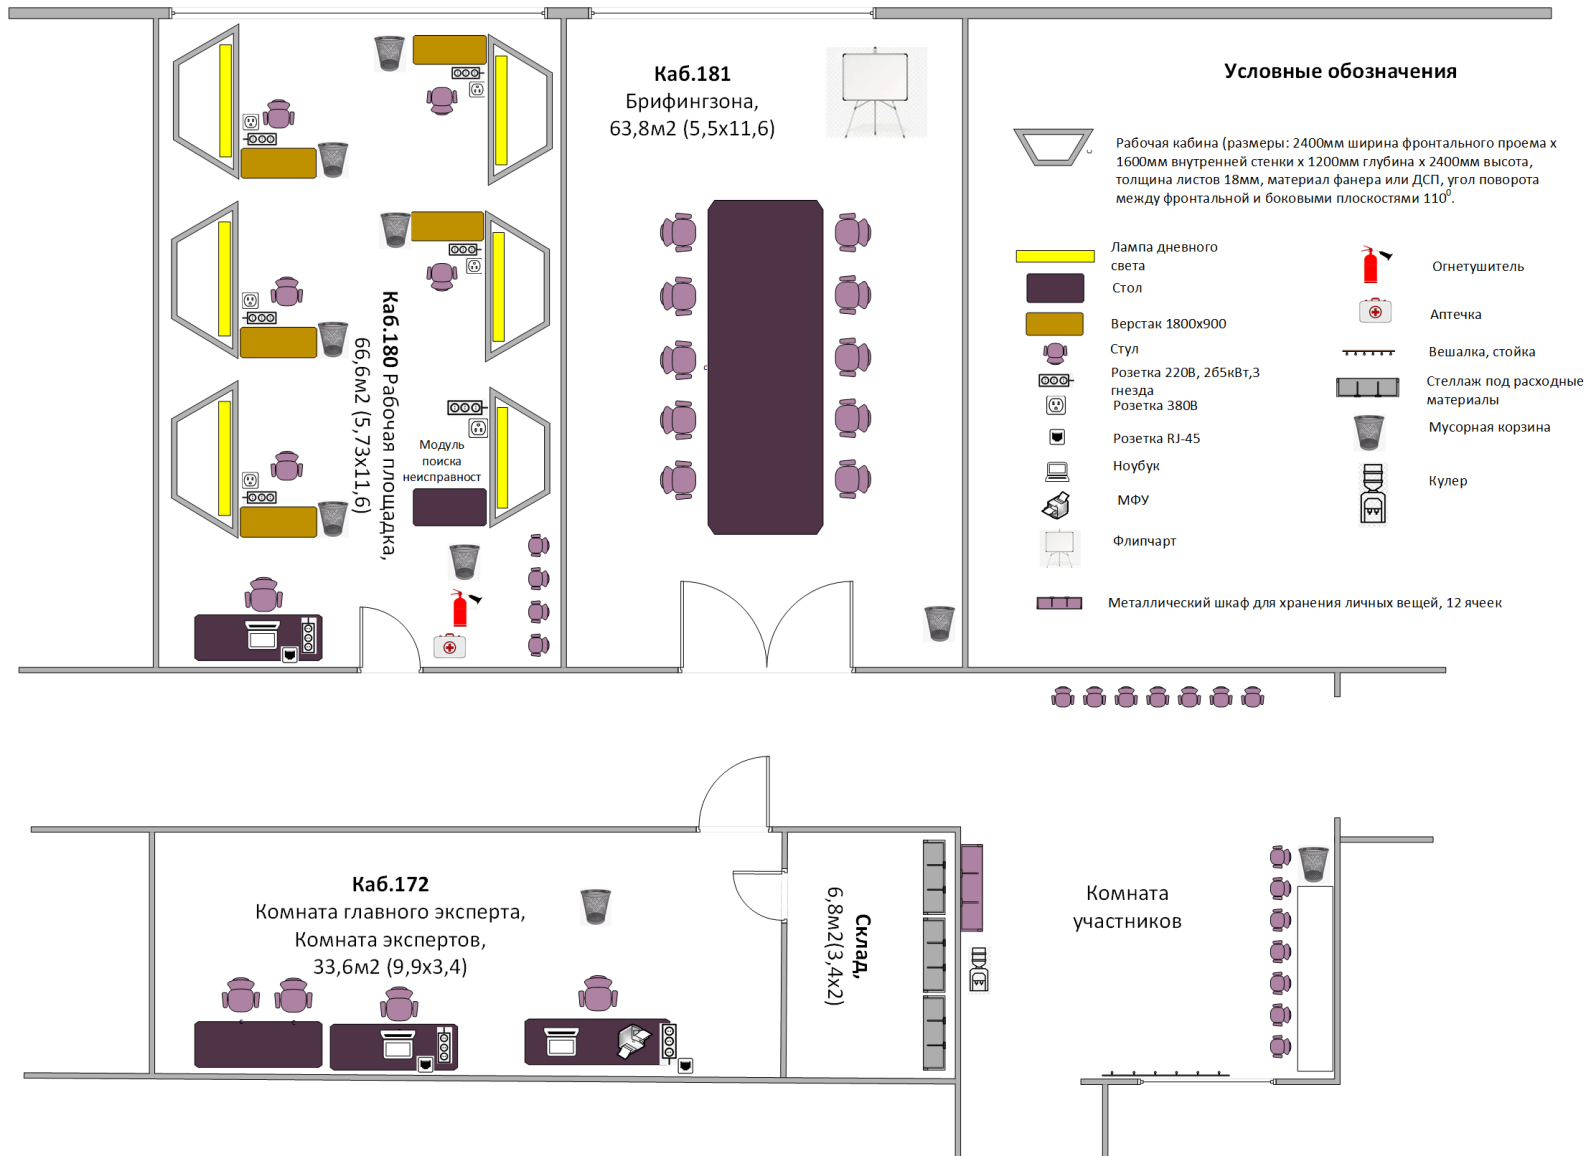 Каб.181
Брифингзона,
63,8м2 (5,5х11,6)
Каб.180 Рабочая площадка,
66,6м2 (5,73х11,6)
Модуль
поиска
неисправност
Условные обозначения
Рабочая кабина (размеры: 2400мм ширина фронтального проема х
1600мм внутренней стенки х 1200мм глубина х 2400мм высота,
толщина листов 18мм, материал фанера или ДСП, угол поворота
между фронтальной и боковыми плоскостями 110⁰.
Лампа дневного
света
Стол
Верстак 1800х900
Стул
Розетка 220В, 2б5кВт,3
гнезда
Розетка 380В
Розетка RJ-45
Ноубук
МФУ
Флипчарт
Металлический шкаф для хранения личных вещей, 12 ячеек
Огнетушитель
Аптечка
Вешалка, стойка
Стеллаж под расходные
материалы
Мусорная корзина
Кулер
Каб.172
Комната главного эксперта,
Комната экспертов,
33,6м2 (9,9х3,4)
Склад,
6,8м2(3,4х2)
Комната
участников